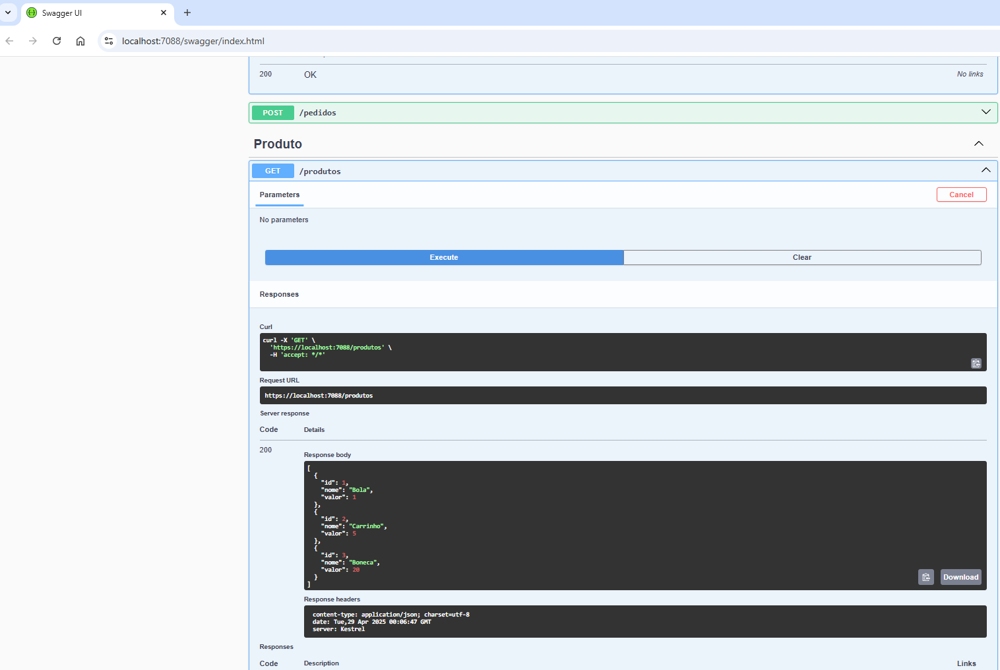 Swagger UI
localhost:7088/swagger/index.html
200 OK No links
POST /pedidos
Produto
GET /produtos
Parameters Cancel
No parameters
Execute Clear
Responses
Curl
curl -X 'GET' \
'https://localhost:7088/produtos' \
-H 'accept: */*'
Request URL
https://localhost:7088/produtos
Server response
Code Details
200
Response body
[
{
"id": 1,
"nome": "Bola",
"valor": 1
},
{
"id": 2,
"nome": "Carrinho",
"valor": 5
},
{
"id": 3,
"nome": "Boneca",
"valor": 20
}
]
Download
Response headers
content-type: application/json; charset=utf-8
date: Tue,29 Apr 2025 00:06:47 GMT
server: Kestrel
Responses
Code Description Links